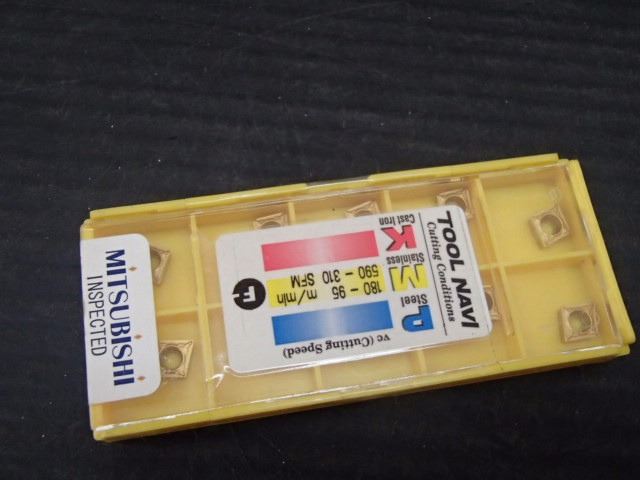 MITSUBISHI
INSPECTED
TOOL NAVI
Cutting Conditions
vc (Cutting Speed)
P
Steel
M
Stainless
180 – 95 m/min
590 – 310 SFM
K
Cast Iron
F